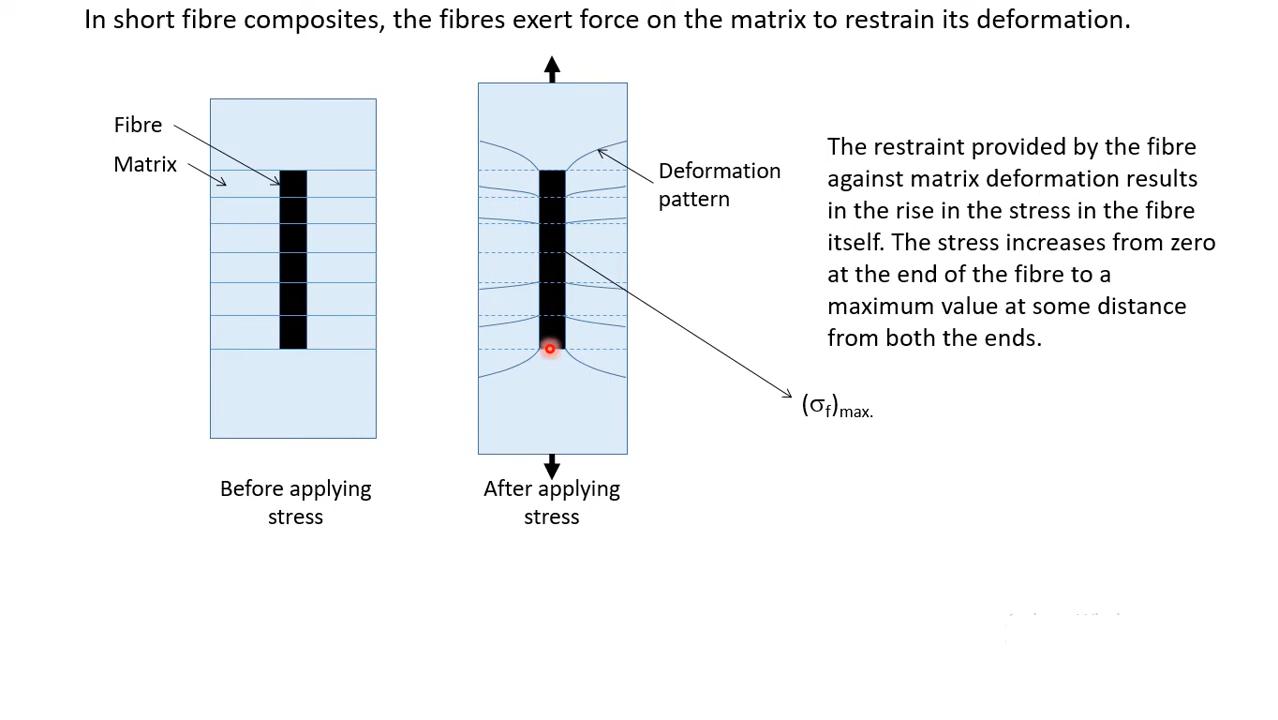 In short fibre composites, the fibres exert force on the matrix to restrain its deformation.
Fibre
Matrix
Deformation
pattern
The restraint provided by the fibre
against matrix deformation results
in the rise in the stress in the fibre
itself. The stress increases from zero
at the end of the fibre to a
maximum value at some distance
from both the ends.
(σf)max.
Before applying
stress
After applying
stress